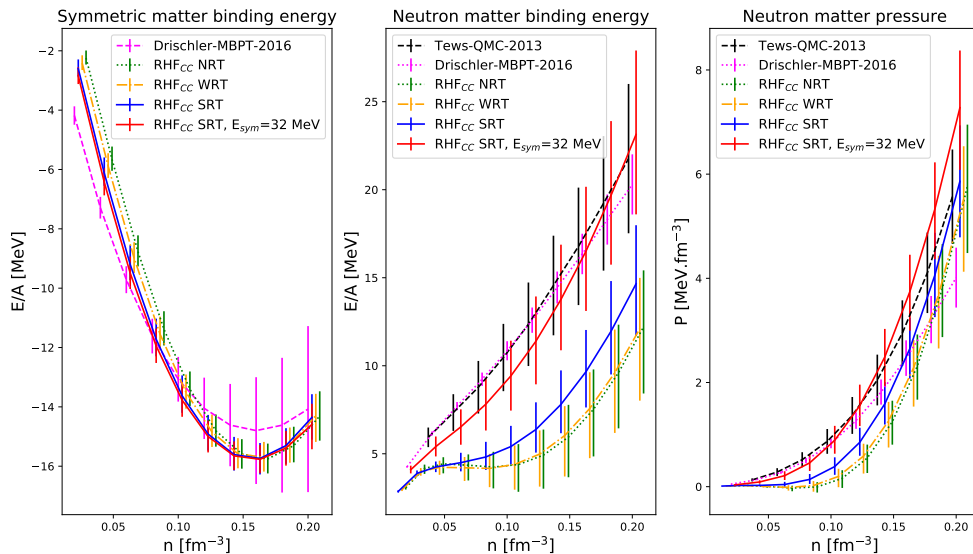 Symmetric matter binding energy
Drischler-MBPT-2016
RHF_CC NRT
RHF_CC WRT
RHF_CC SRT
RHF_CC SRT, E_sym=32 MeV
E/A [MeV]
−2
−4
−6
−8
−10
−12
−14
−16
0.05
0.10
0.15
0.20
n [fm⁻³]
Neutron matter binding energy
Tews-QMC-2013
Drischler-MBPT-2016
RHF_CC NRT
RHF_CC WRT
RHF_CC SRT
RHF_CC SRT, E_sym=32 MeV
E/A [MeV]
25
20
15
10
5
0.05
0.10
0.15
0.20
n [fm⁻³]
Neutron matter pressure
Tews-QMC-2013
Drischler-MBPT-2016
RHF_CC NRT
RHF_CC WRT
RHF_CC SRT
RHF_CC SRT, E_sym=32 MeV
P [MeV.fm⁻³]
8
6
4
2
0
0.05
0.10
0.15
0.20
n [fm⁻³]